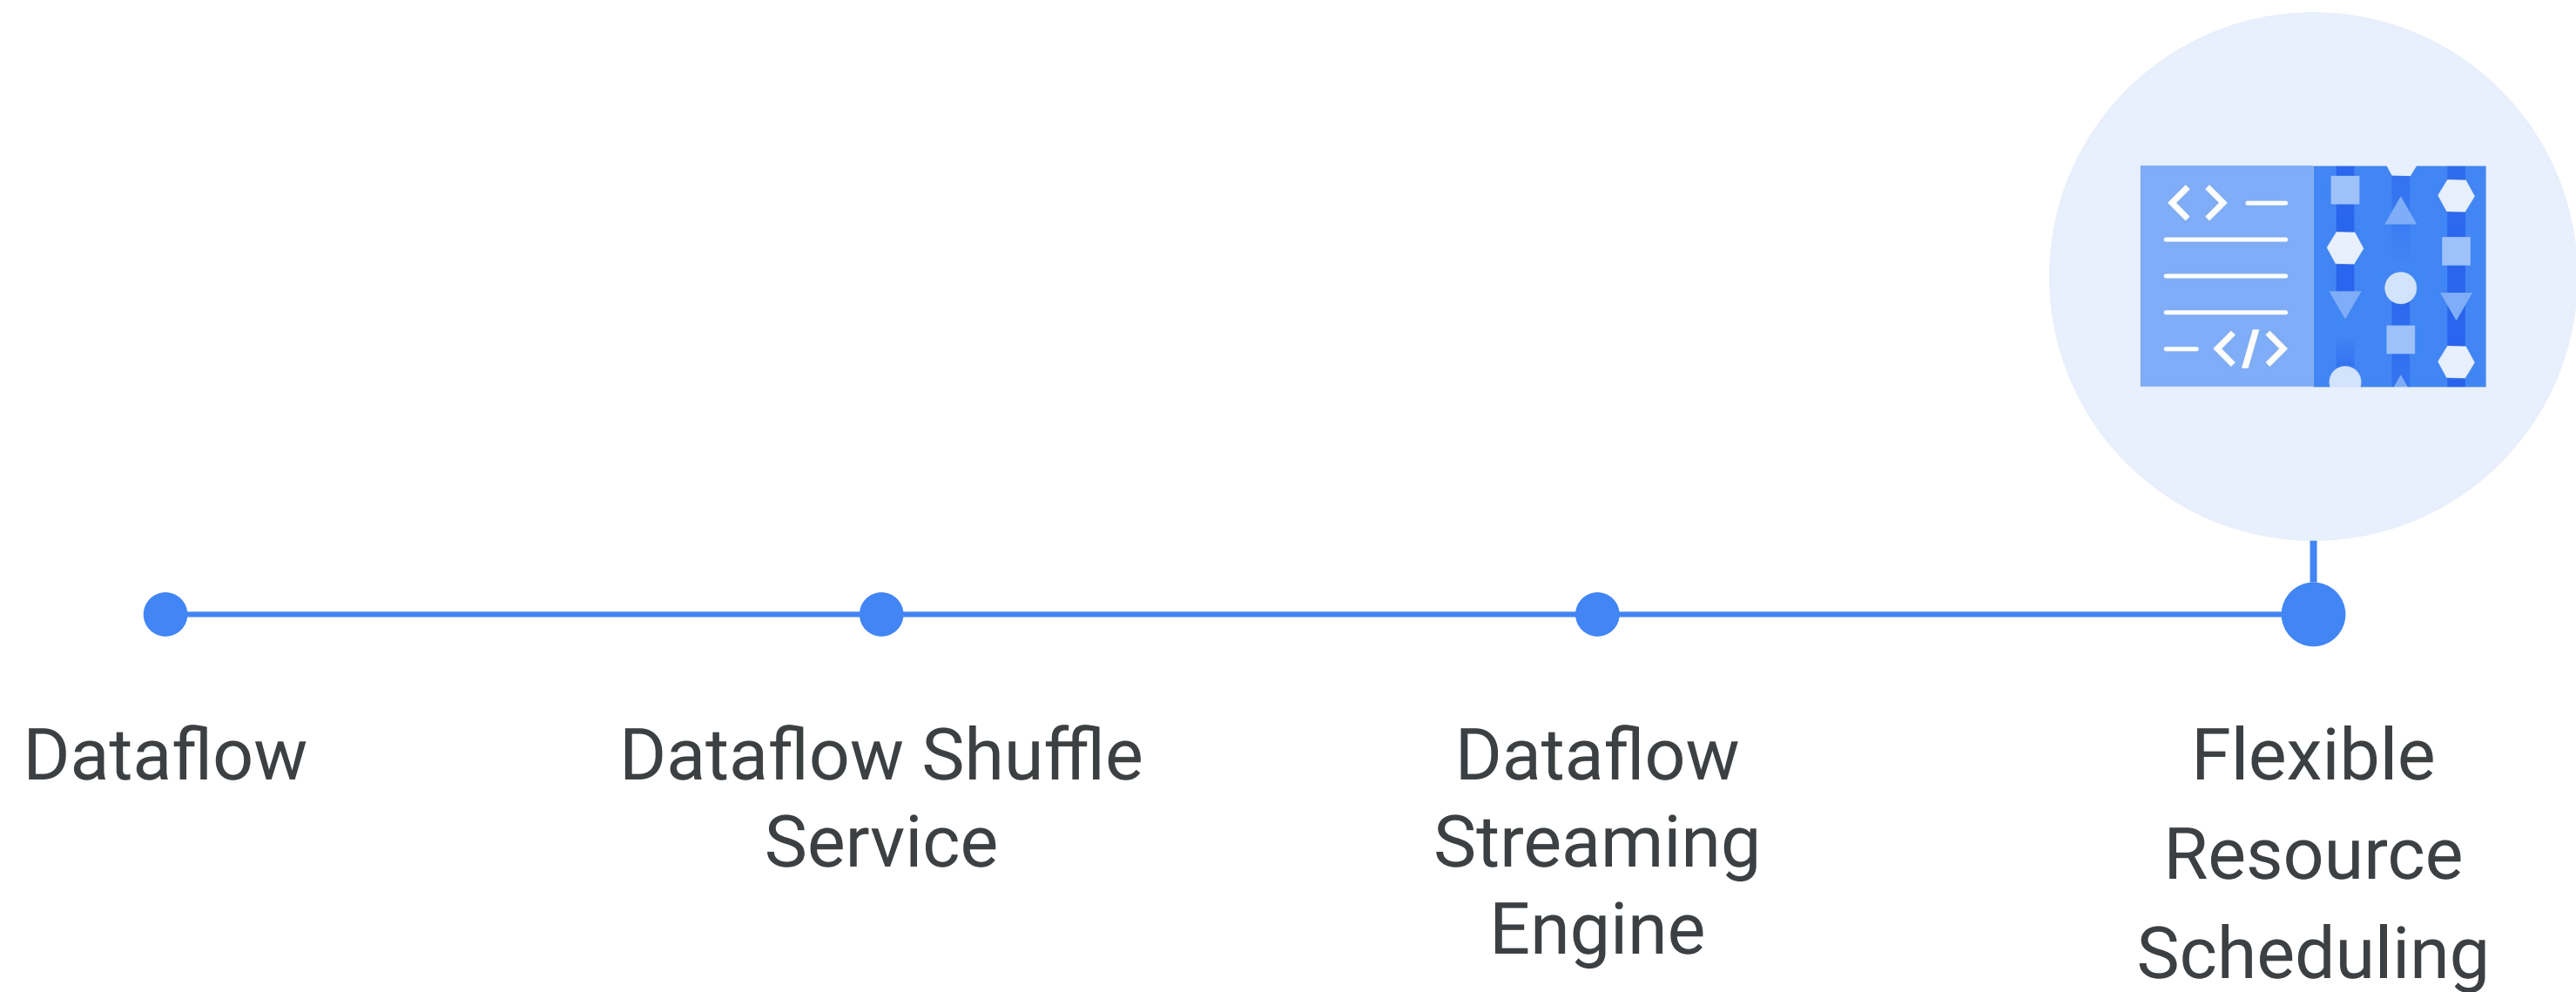 Dataflow
Dataflow Shuffle
Service
Dataflow
Streaming
Engine
Flexible
Resource
Scheduling